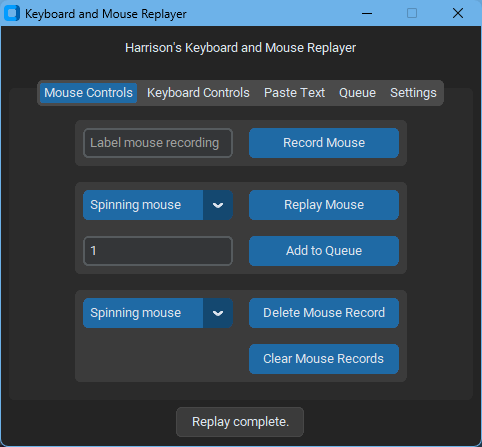 Keyboard and Mouse Replayer
Harrison's Keyboard and Mouse Replayer
Mouse Controls Keyboard Controls Paste Text Queue Settings
Label mouse recording Record Mouse
Spinning mouse Replay Mouse
1 Add to Queue
Spinning mouse Delete Mouse Record
Clear Mouse Records
Replay complete.